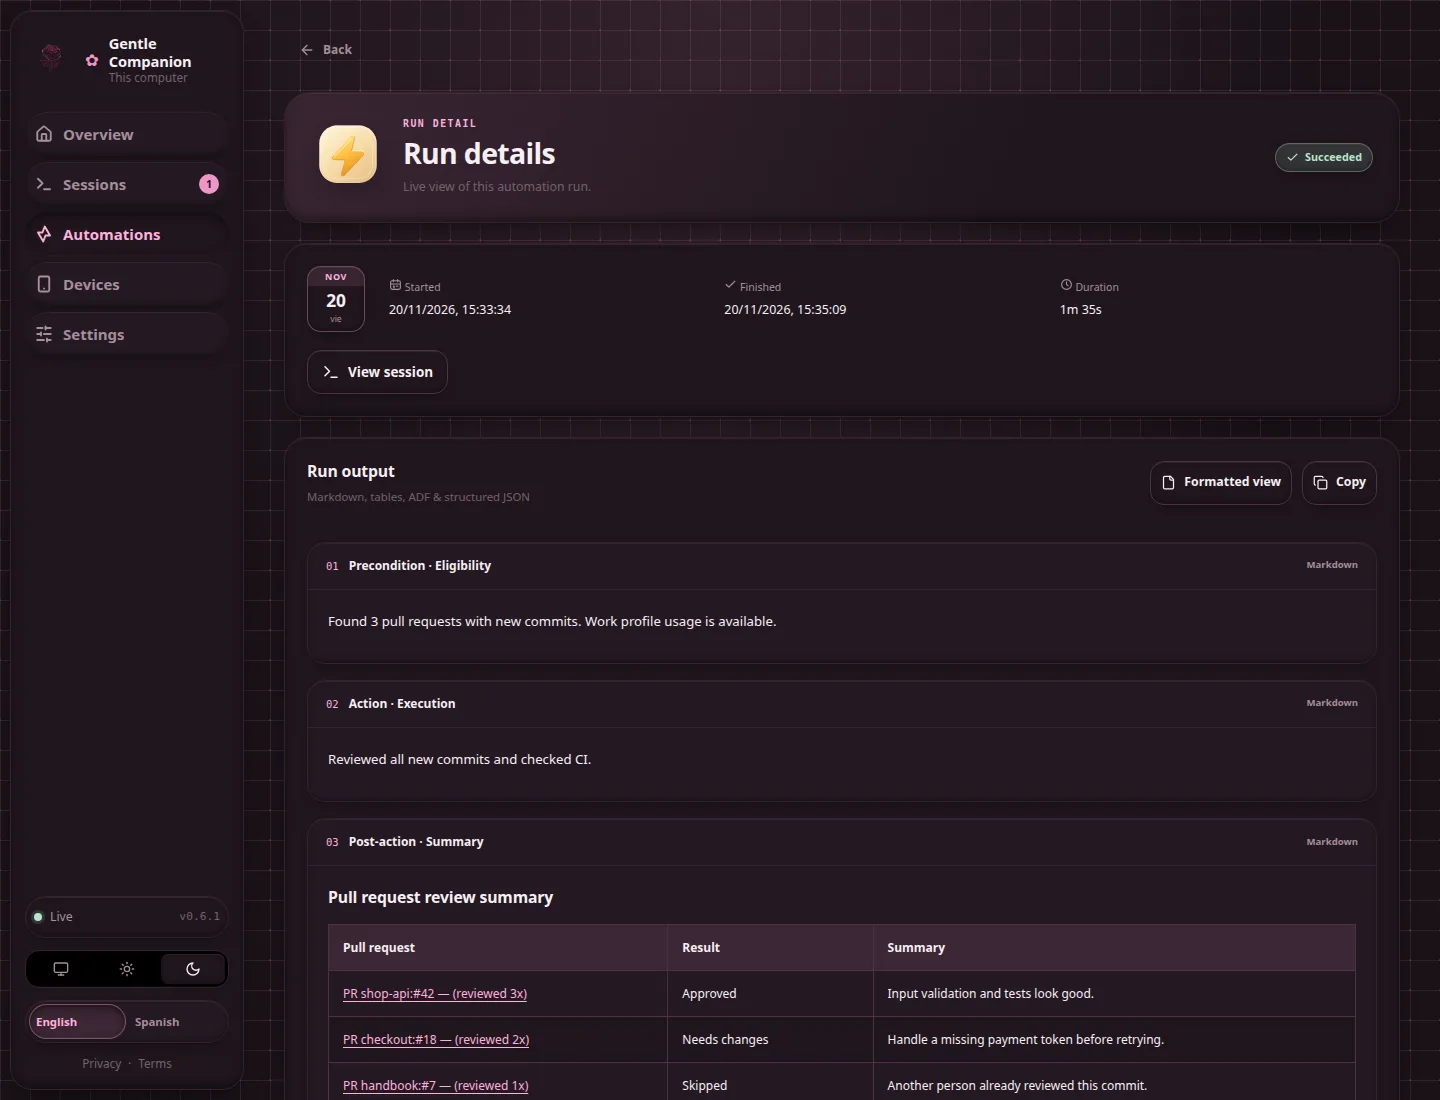 Gentle
Companion
This computer
Overview
Sessions 1
Automations
Devices
Settings
Live v0.6.1
English Spanish
Privacy · Terms
Back
RUN DETAIL
Run details
Live view of this automation run.
Succeeded
NOV
20
vie
Started
20/11/2026, 15:33:34
Finished
20/11/2026, 15:35:09
Duration
1m 35s
View session
Run output
Markdown, tables, ADF & structured JSON
Formatted view
Copy
01 Precondition · Eligibility Markdown
Found 3 pull requests with new commits. Work profile usage is available.
02 Action · Execution Markdown
Reviewed all new commits and checked CI.
03 Post-action · Summary Markdown
Pull request review summary
Pull request Result Summary
PR shop-api:#42 — (reviewed 3x) Approved Input validation and tests look good.
PR checkout:#18 — (reviewed 2x) Needs changes Handle a missing payment token before retrying.
PR handbook:#7 — (reviewed 1x) Skipped Another person already reviewed this commit.